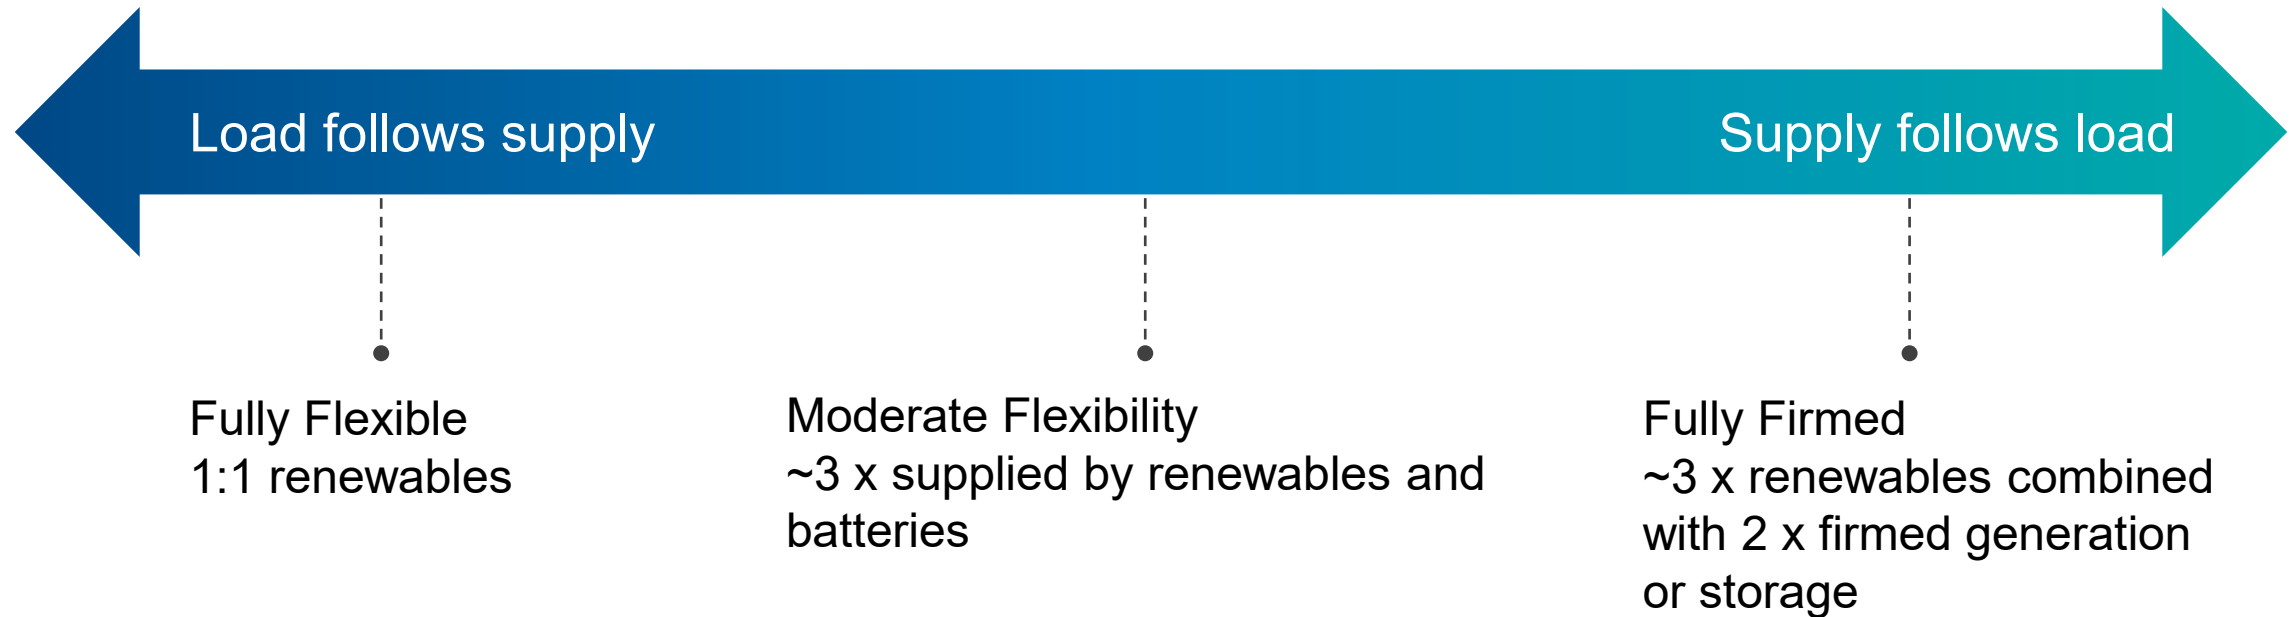 Load follows supply
Supply follows load
Fully Flexible
1:1 renewables
Moderate Flexibility
~3 x supplied by renewables and
batteries
Fully Firmed
~3 x renewables combined
with 2 x firmed generation
or storage